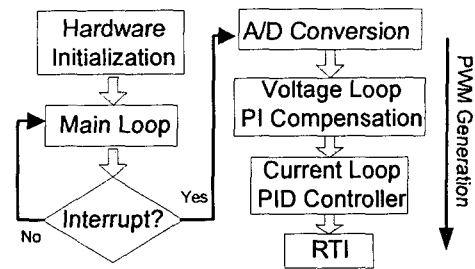 Hardware
Initialization
Main Loop
Interrupt?
No
Yes
A/D Conversion
Voltage Loop
PI Compensation
Current Loop
PID Controller
RTI
PWM Generation